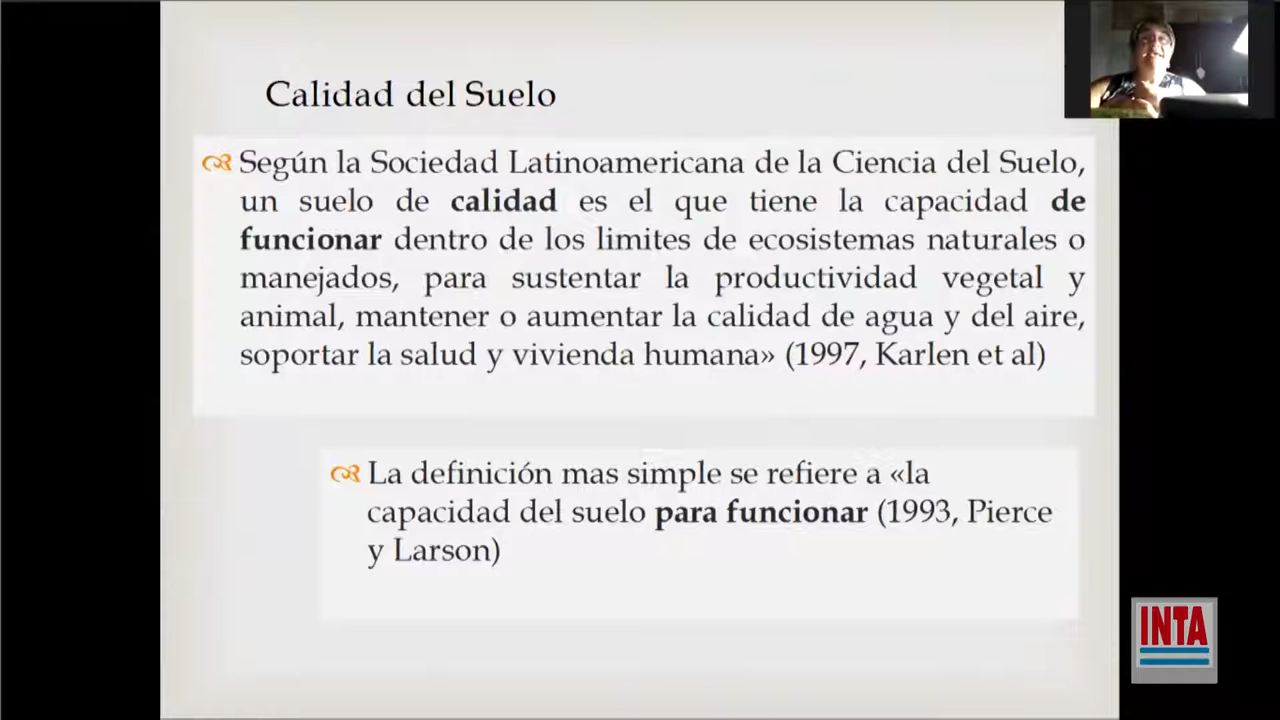 Calidad del Suelo
Según la Sociedad Latinoamericana de la Ciencia del Suelo,
un suelo de calidad es el que tiene la capacidad de
funcionar dentro de los limites de ecosistemas naturales o
manejados, para sustentar la productividad vegetal y
animal, mantener o aumentar la calidad de agua y del aire,
soportar la salud y vivienda humana» (1997, Karlen et al)
La definición mas simple se refiere a «la
capacidad del suelo para funcionar (1993, Pierce
y Larson)
INTA